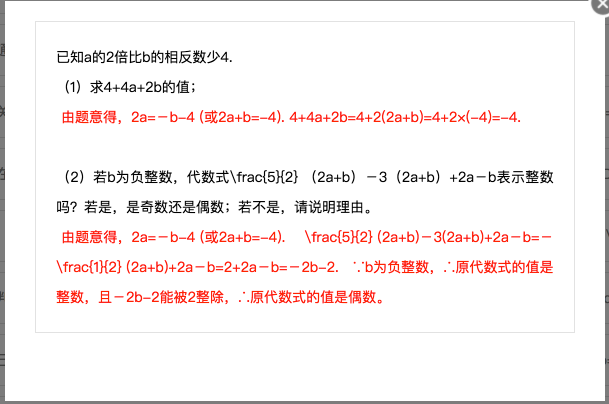 已知a的2倍比b的相反数少4.
（1）求4+4a+2b的值；
由题意得，2a=－b−4 (或2a+b=−4). 4+4a+2b=4+2(2a+b)=4+2×(−4)=−4.
（2）若b为负整数，代数式\frac{5}{2} （2a+b）－3（2a+b）+2a－b表示整数
吗？若是，是奇数还是偶数；若不是，请说明理由。
由题意得，2a=－b−4 (或2a+b=−4). \frac{5}{2} (2a+b)－3(2a+b)+2a－b=－
\frac{1}{2} (2a+b)+2a－b=2+2a－b=－2b−2. ∵b为负整数，∴原代数式的值是
整数，且－2b−2能被2整除，∴原代数式的值是偶数。